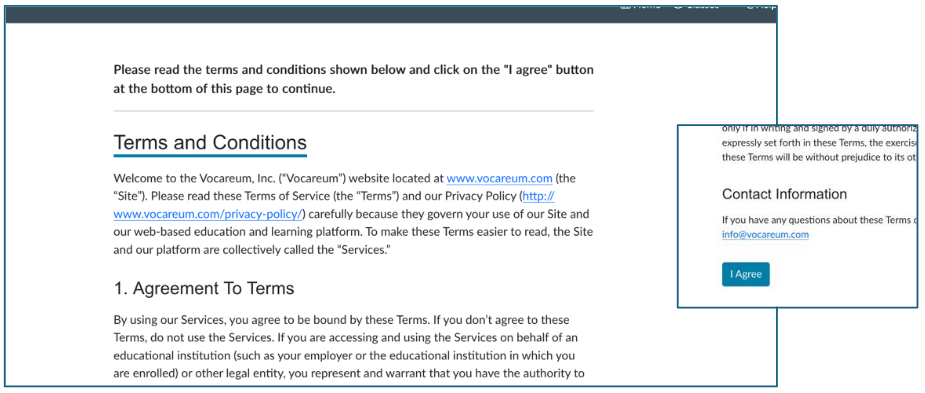 Home
Please read the terms and conditions shown below and click on the "I agree" button
at the bottom of this page to continue.
Terms and Conditions
Welcome to the Vocareum, Inc. (“Vocareum”) website located at www.vocareum.com (the
“Site”). Please read these Terms of Service (the “Terms”) and our Privacy Policy (http://
www.vocareum.com/privacy-policy/) carefully because they govern your use of our Site and
our web-based education and learning platform. To make these Terms easier to read, the Site
and our platform are collectively called the “Services.”
1. Agreement To Terms
By using our Services, you agree to be bound by these Terms. If you don’t agree to these
Terms, do not use the Services. If you are accessing and using the Services on behalf of an
educational institution (such as your employer or the educational institution in which you
are enrolled) or other legal entity, you represent and warrant that you have the authority to
only if in writing and signed by a duly authoriz
expressly set forth in these Terms, the exercis
these Terms will be without prejudice to its ot
Contact Information
If you have any questions about these Terms
info@vocareum.com
I Agree